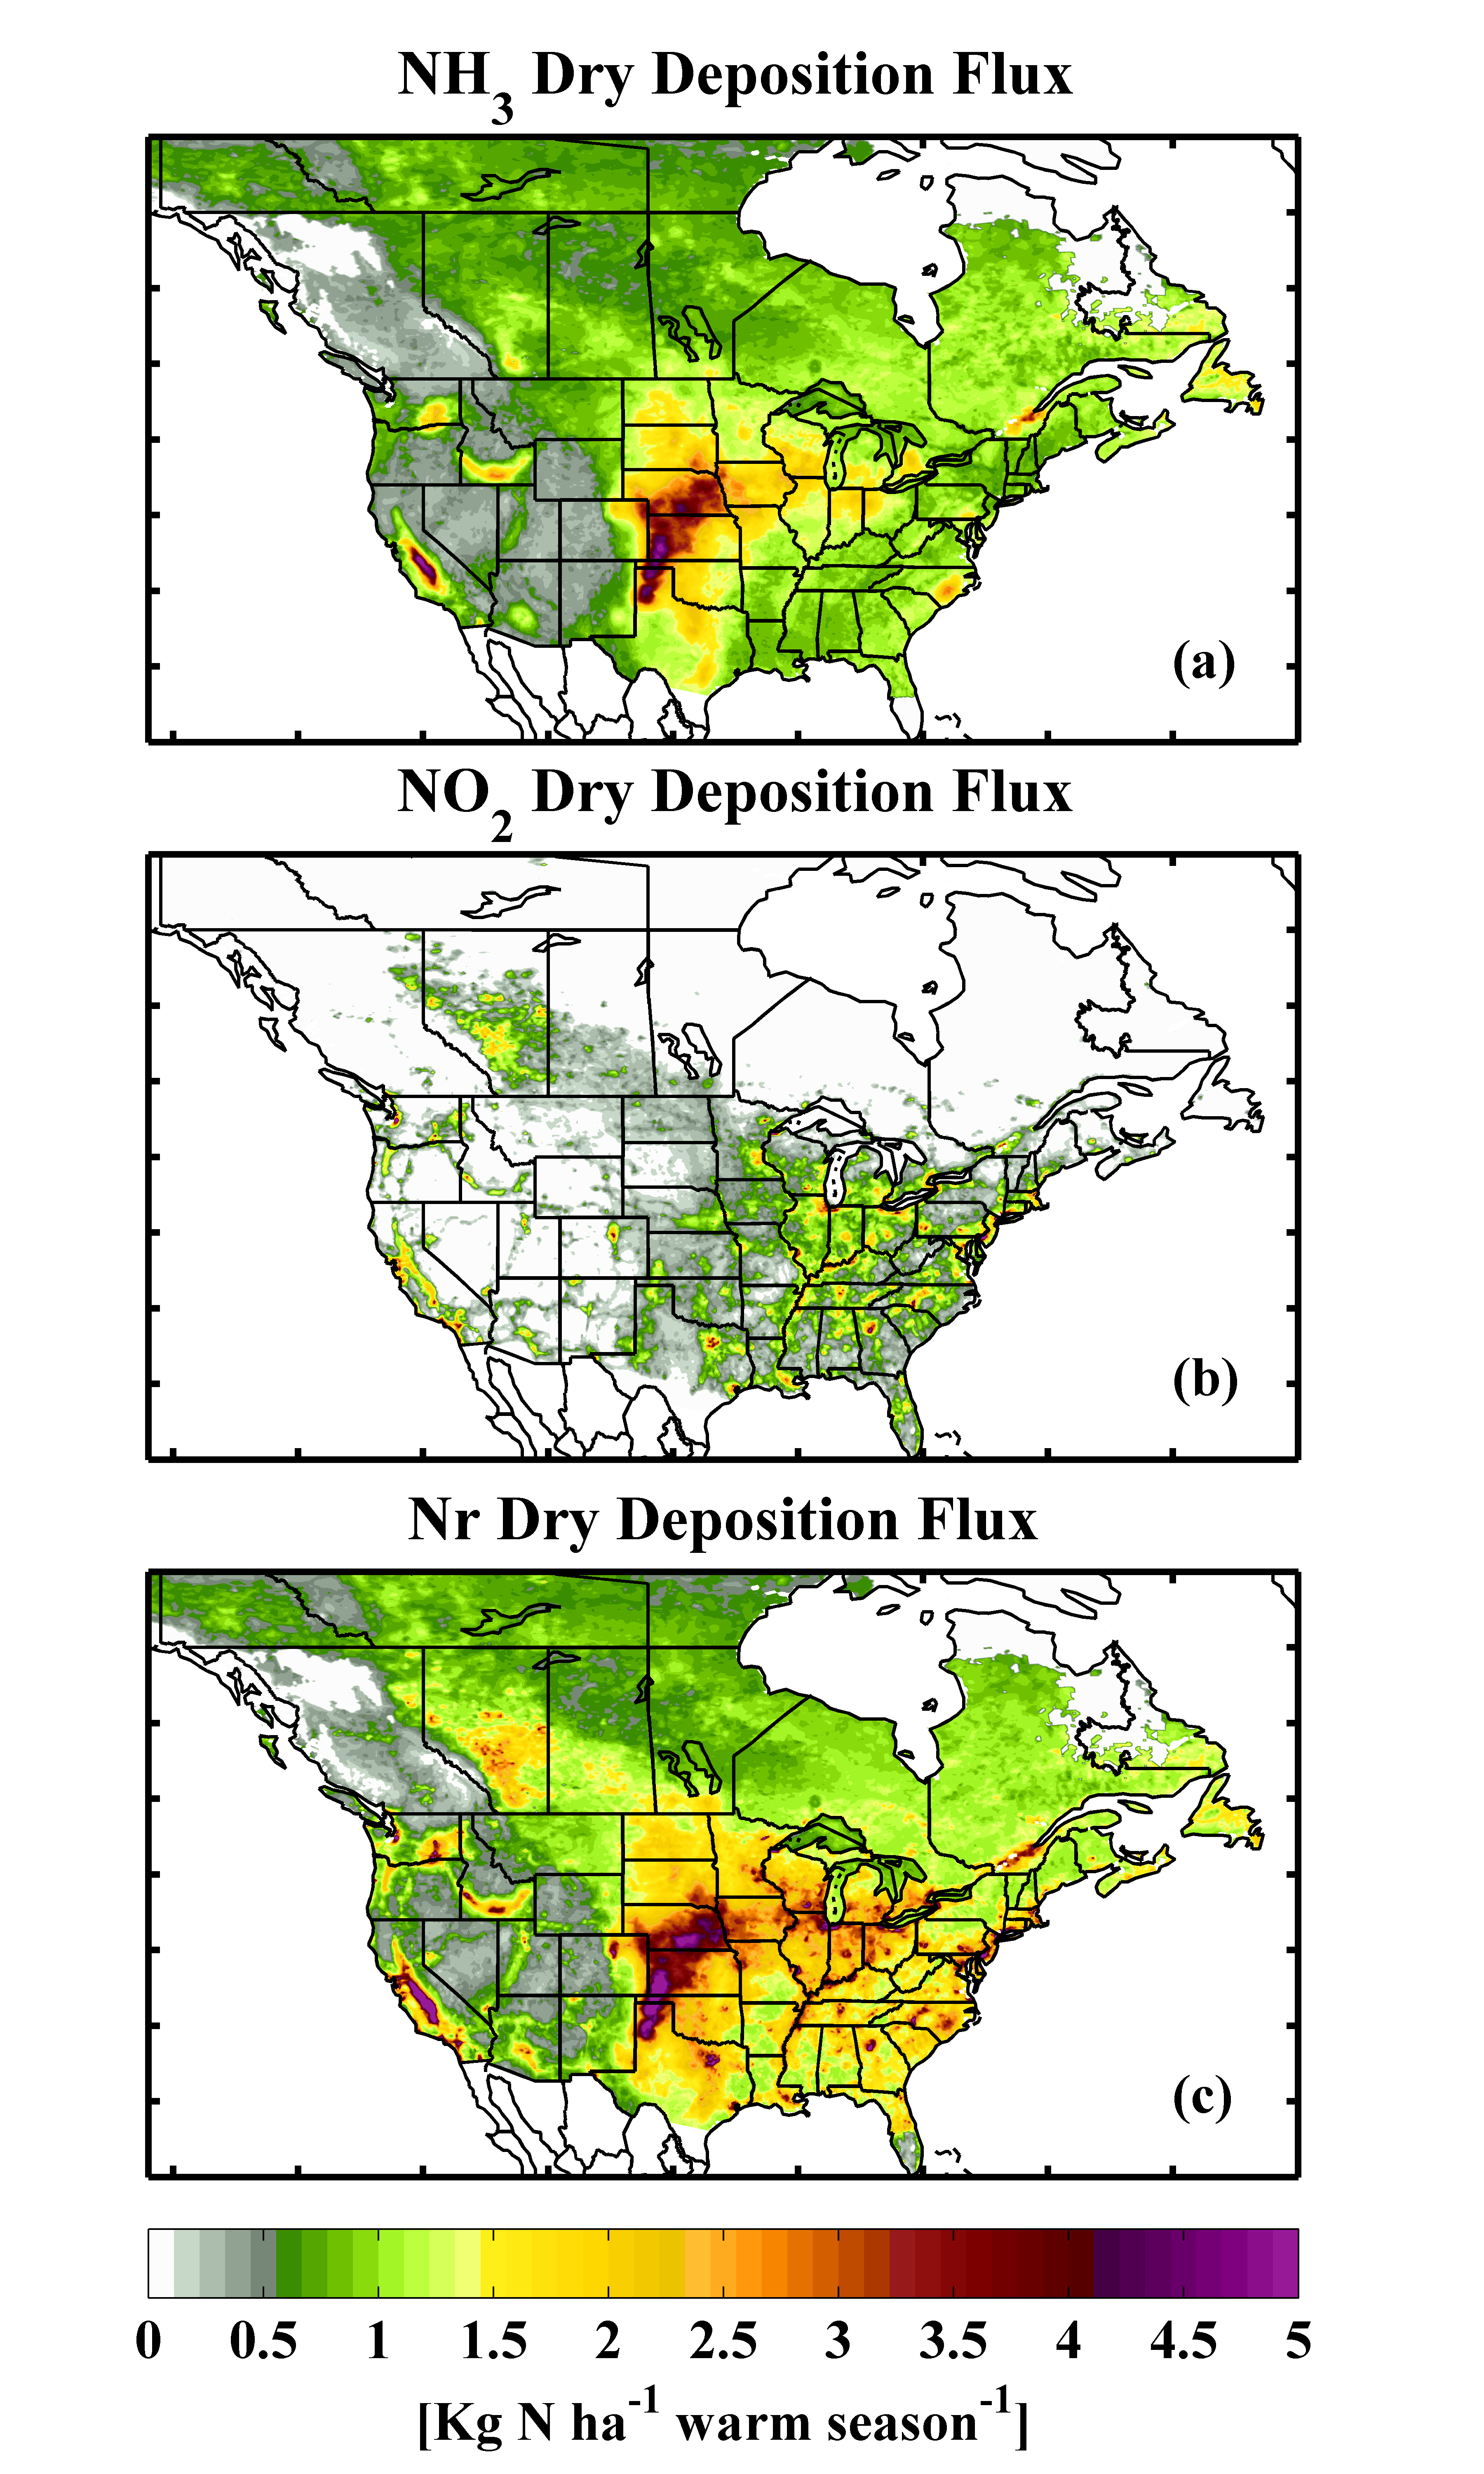 NH₃ Dry Deposition Flux
(a)
NO₂ Dry Deposition Flux
(b)
Nr Dry Deposition Flux
(c)
0 0.5 1 1.5 2 2.5 3 3.5 4 4.5 5
[Kg N ha⁻¹ warm season⁻¹]